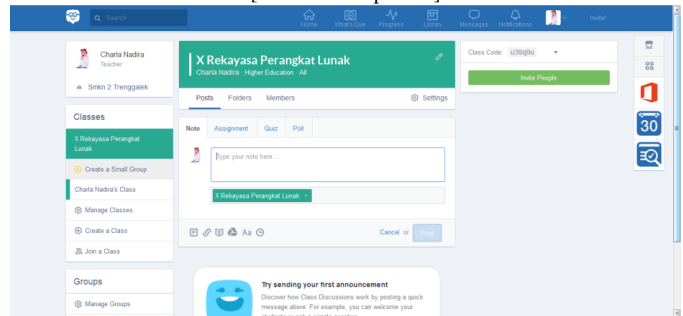 Search
Home
What's Due
Progress
Library
Messages
Notifications
Invite!
Charla Nadira
Teacher
Smkn 2 Trenggalek
Classes
X Rekayasa Perangkat
Lunak
Create a Small Group
Charla Nadira's Class
Manage Classes
Create a Class
Join a Class
Groups
Manage Groups
X Rekayasa Perangkat Lunak
Charla Nadira · Higher Education · All
Posts
Folders
Members
Settings
Note
Assignment
Quiz
Poll
Type your note here...
X Rekayasa Perangkat Lunak
Aa
Cancel or Post
Try sending your first announcement
Discover how Class Discussions work by posting a quick
message above. For example, you can welcome your
Class Code: u39q9u
Invite People
30